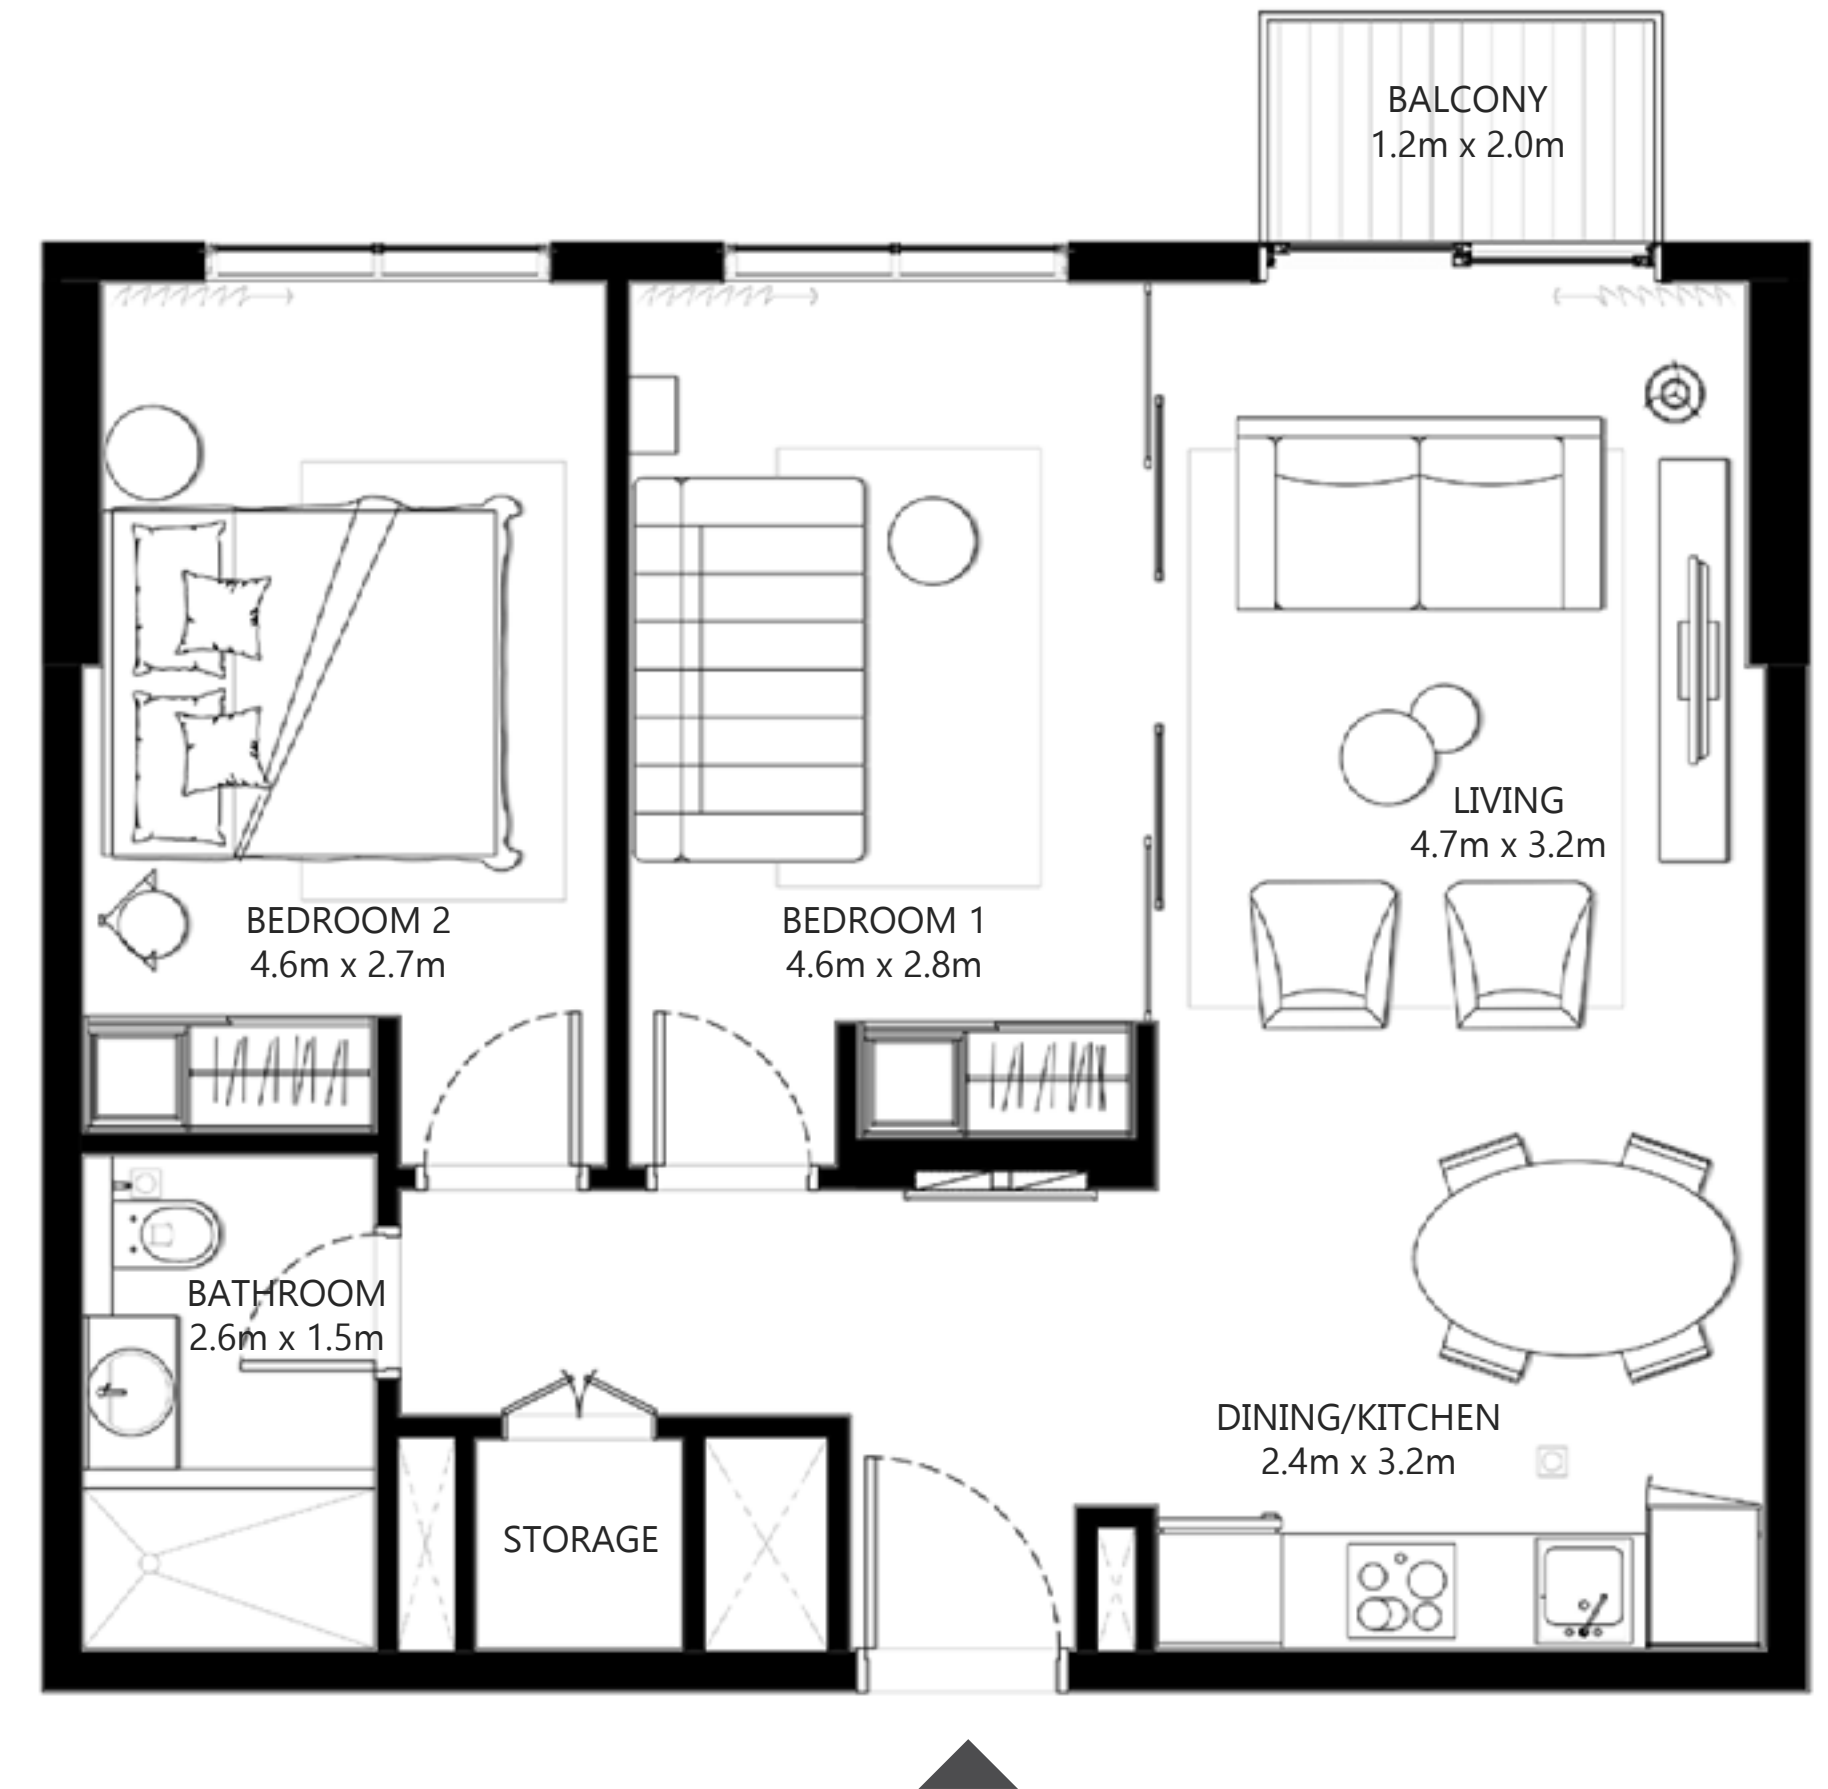 BALCONY
1.2m x 2.0m
LIVING
4.7m x 3.2m
BEDROOM 2
4.6m x 2.7m
BEDROOM 1
4.6m x 2.8m
BATHROOM
2.6m x 1.5m
DINING/KITCHEN
2.4m x 3.2m
STORAGE